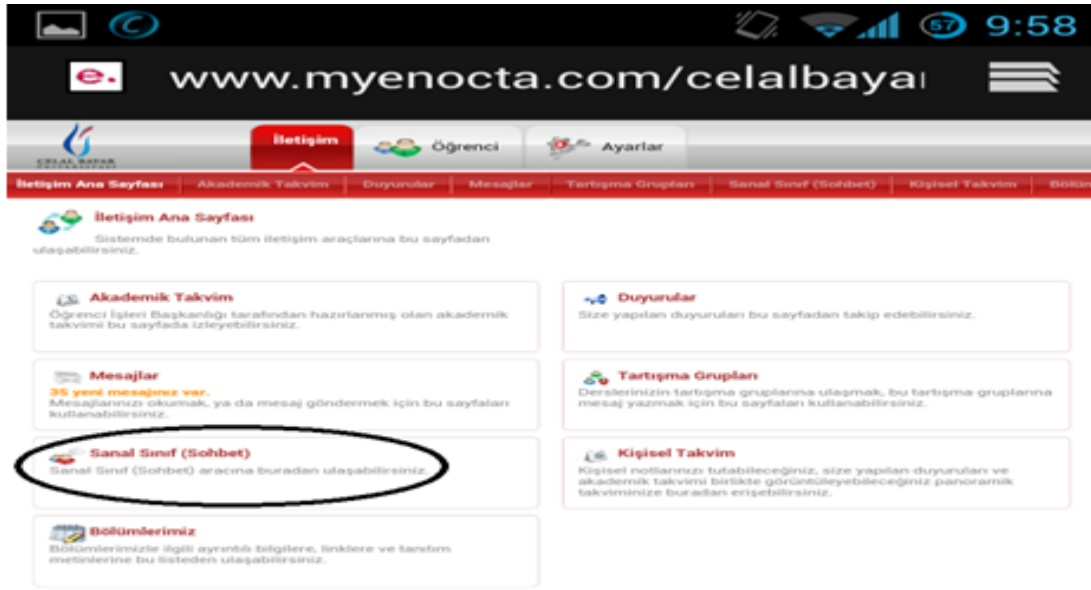 57 9:58
e. www.myenocta.com/celalbayar
CELAL BAYAR
İletişim Öğrenci Ayarlar
İletişim Ana Sayfası Akademik Takvim Duyurular Mesajlar Tartışma Grupları Sanal Sınıf (Sohbet) Kişisel Takvim Bölüm
İletişim Ana Sayfası
Sistemde bulunan tüm iletişim araçlarına bu sayfadan
ulaşabilirsiniz.
Akademik Takvim
Öğrenci İşleri Başkanlığı tarafından hazırlanmış olan akademik
takvimi bu sayfada izleyebilirsiniz.
Duyurular
Size yapılan duyuruları bu sayfadan takip edebilirsiniz.
Mesajlar
35 yeni mesajınız var.
Mesajlarınızı okumak, ya da mesaj göndermek için bu sayfaları
kullanabilirsiniz.
Tartışma Grupları
Derslerinizin tartışma gruplarına ulaşmak, bu tartışma gruplarına
mesaj yazmak için bu sayfaları kullanabilirsiniz.
Sanal Sınıf (Sohbet)
Sanal Sınıf (Sohbet) aracına buradan ulaşabilirsiniz.
Kişisel Takvim
Kişisel notlarınızı tutabileceğiniz, size yapılan duyuruları ve
akademik takvimi birlikte görüntüleyebileceğiniz panoramik
takviminize buradan erişebilirsiniz.
Bölümlerimiz
Bölümlerimizle ilgili ayrıntılı bilgilere, linklere ve tanıtım
metinlerine bu listeden ulaşabilirsiniz.